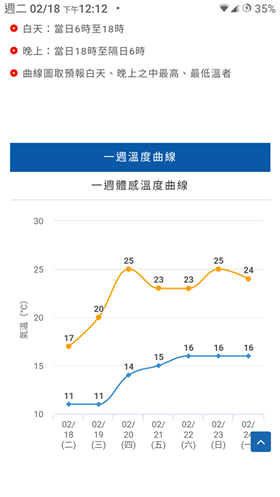 週二 02/18 下午12:12 • 35%
白天：當日6時至18時
晚上：當日18時至隔日6時
曲線圖取預報白天、晚上之中最高、最低溫者
一週溫度曲線
一週體感溫度曲線
氣溫 (°C)
30
25
20
15
10
17 20 25 23 23 25 24
11 11 14 15 16 16 16
02/18 (二) 02/19 (三) 02/20 (四) 02/21 (五) 02/22 (六) 02/23 (日) 02/24 (一